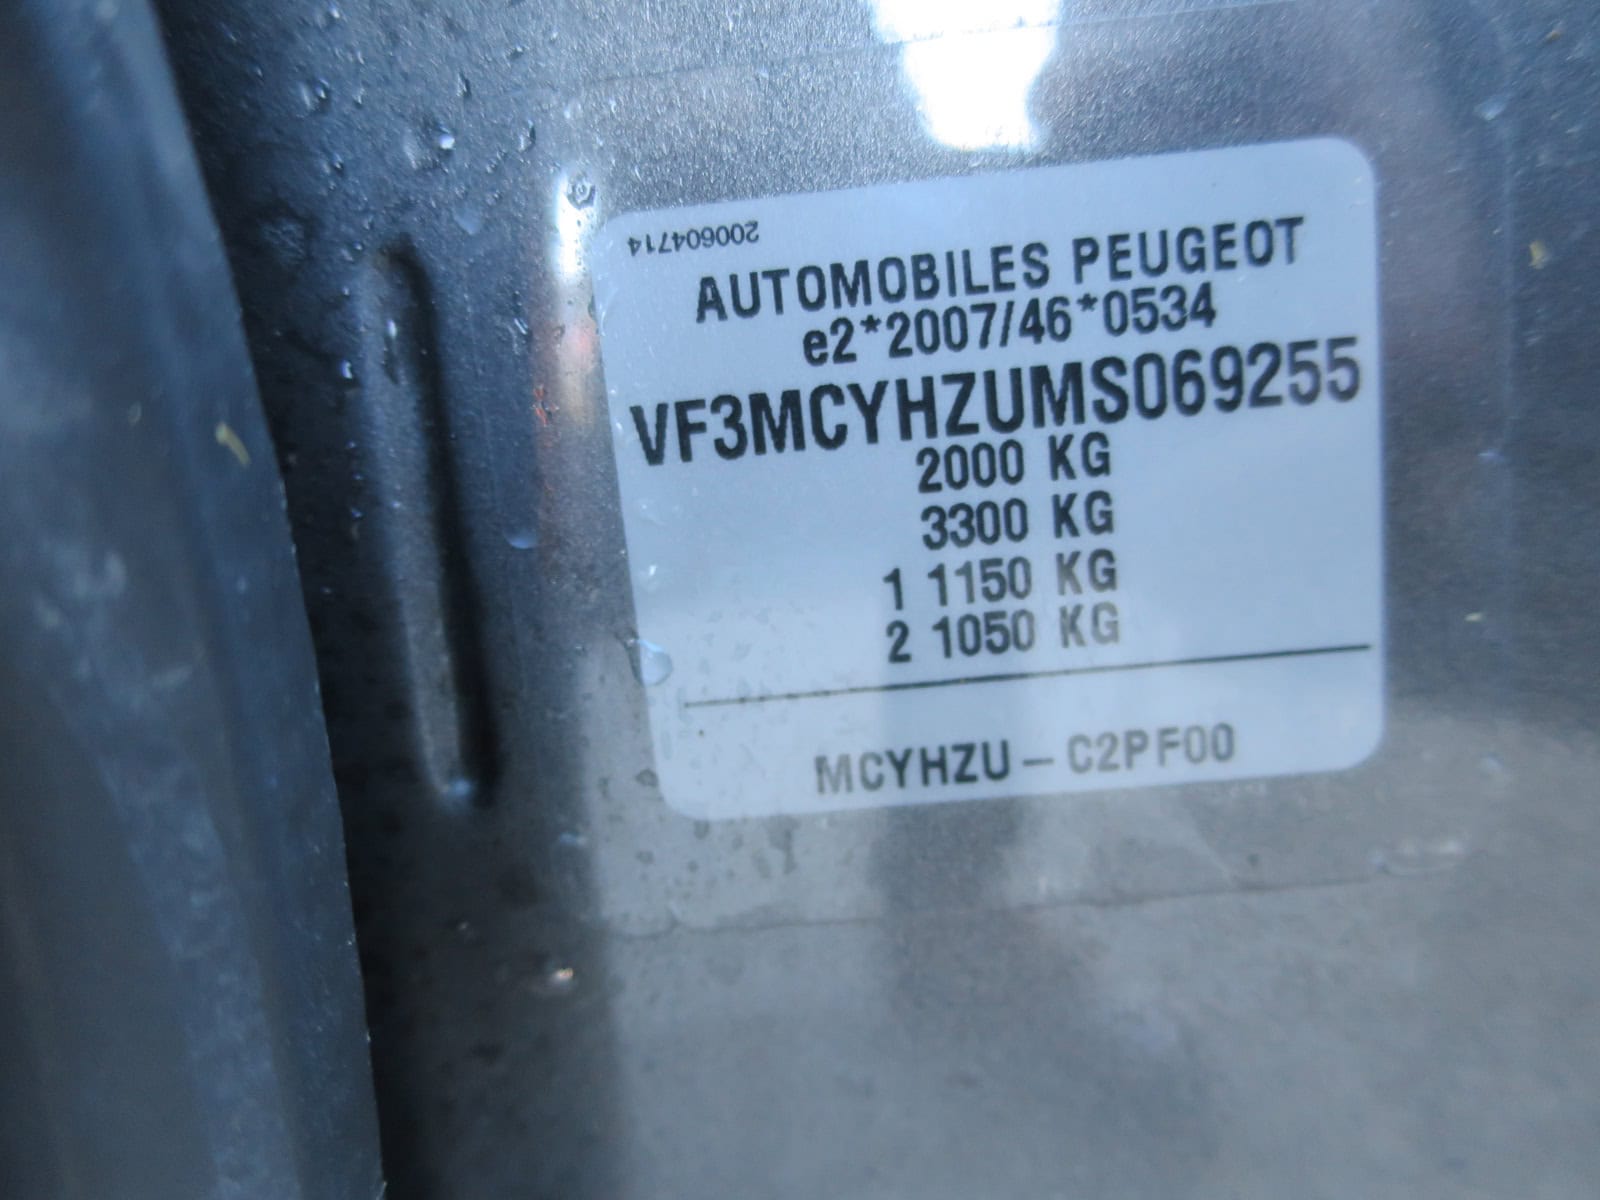 200604714
AUTOMOBILES PEUGEOT
e2*2007/46*0534
VF3MCYHZUMS069255
2000 KG
3300 KG
1 1150 KG
2 1050 KG
MCYHZU - C2PF00